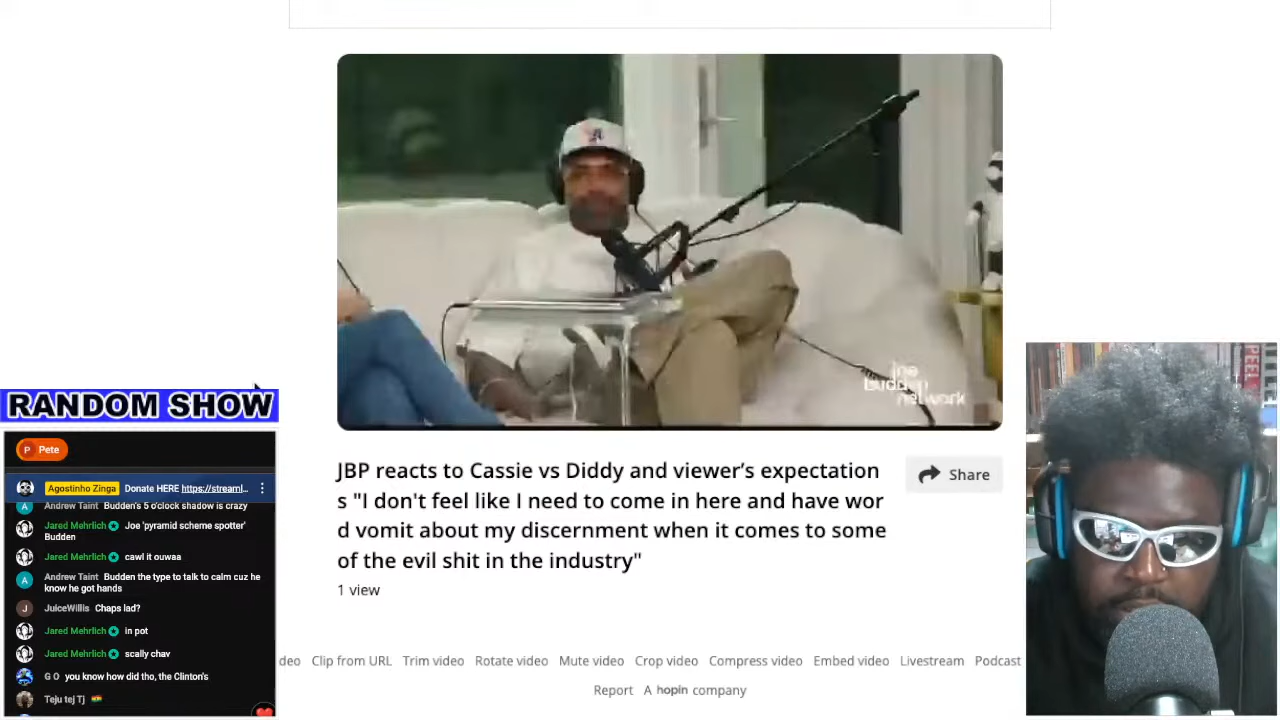 joe
budden
network
JBP reacts to Cassie vs Diddy and viewer's expectation
s "I don't feel like I need to come in here and have wor
d vomit about my discernment when it comes to some
of the evil shit in the industry"
Share
1 view
deo Clip from URL Trim video Rotate video Mute video Crop video Compress video Embed video Livestream Podcast
Report A hopin company
RANDOM SHOW
P Pete
Agostinho Zinga Donate HERE https://streaml...
A Andrew Taint Budden's 5 o'clock shadow is crazy
Jared Mehrlich Joe 'pyramid scheme spotter'
Budden
Jared Mehrlich cawl it ouwaa
A Andrew Taint Budden the type to talk to calm cuz he
know he got hands
J JuiceWillis Chaps lad?
Jared Mehrlich in pot
Jared Mehrlich scally chav
G O you know how did tho, the Clinton's
Teju tej Tj